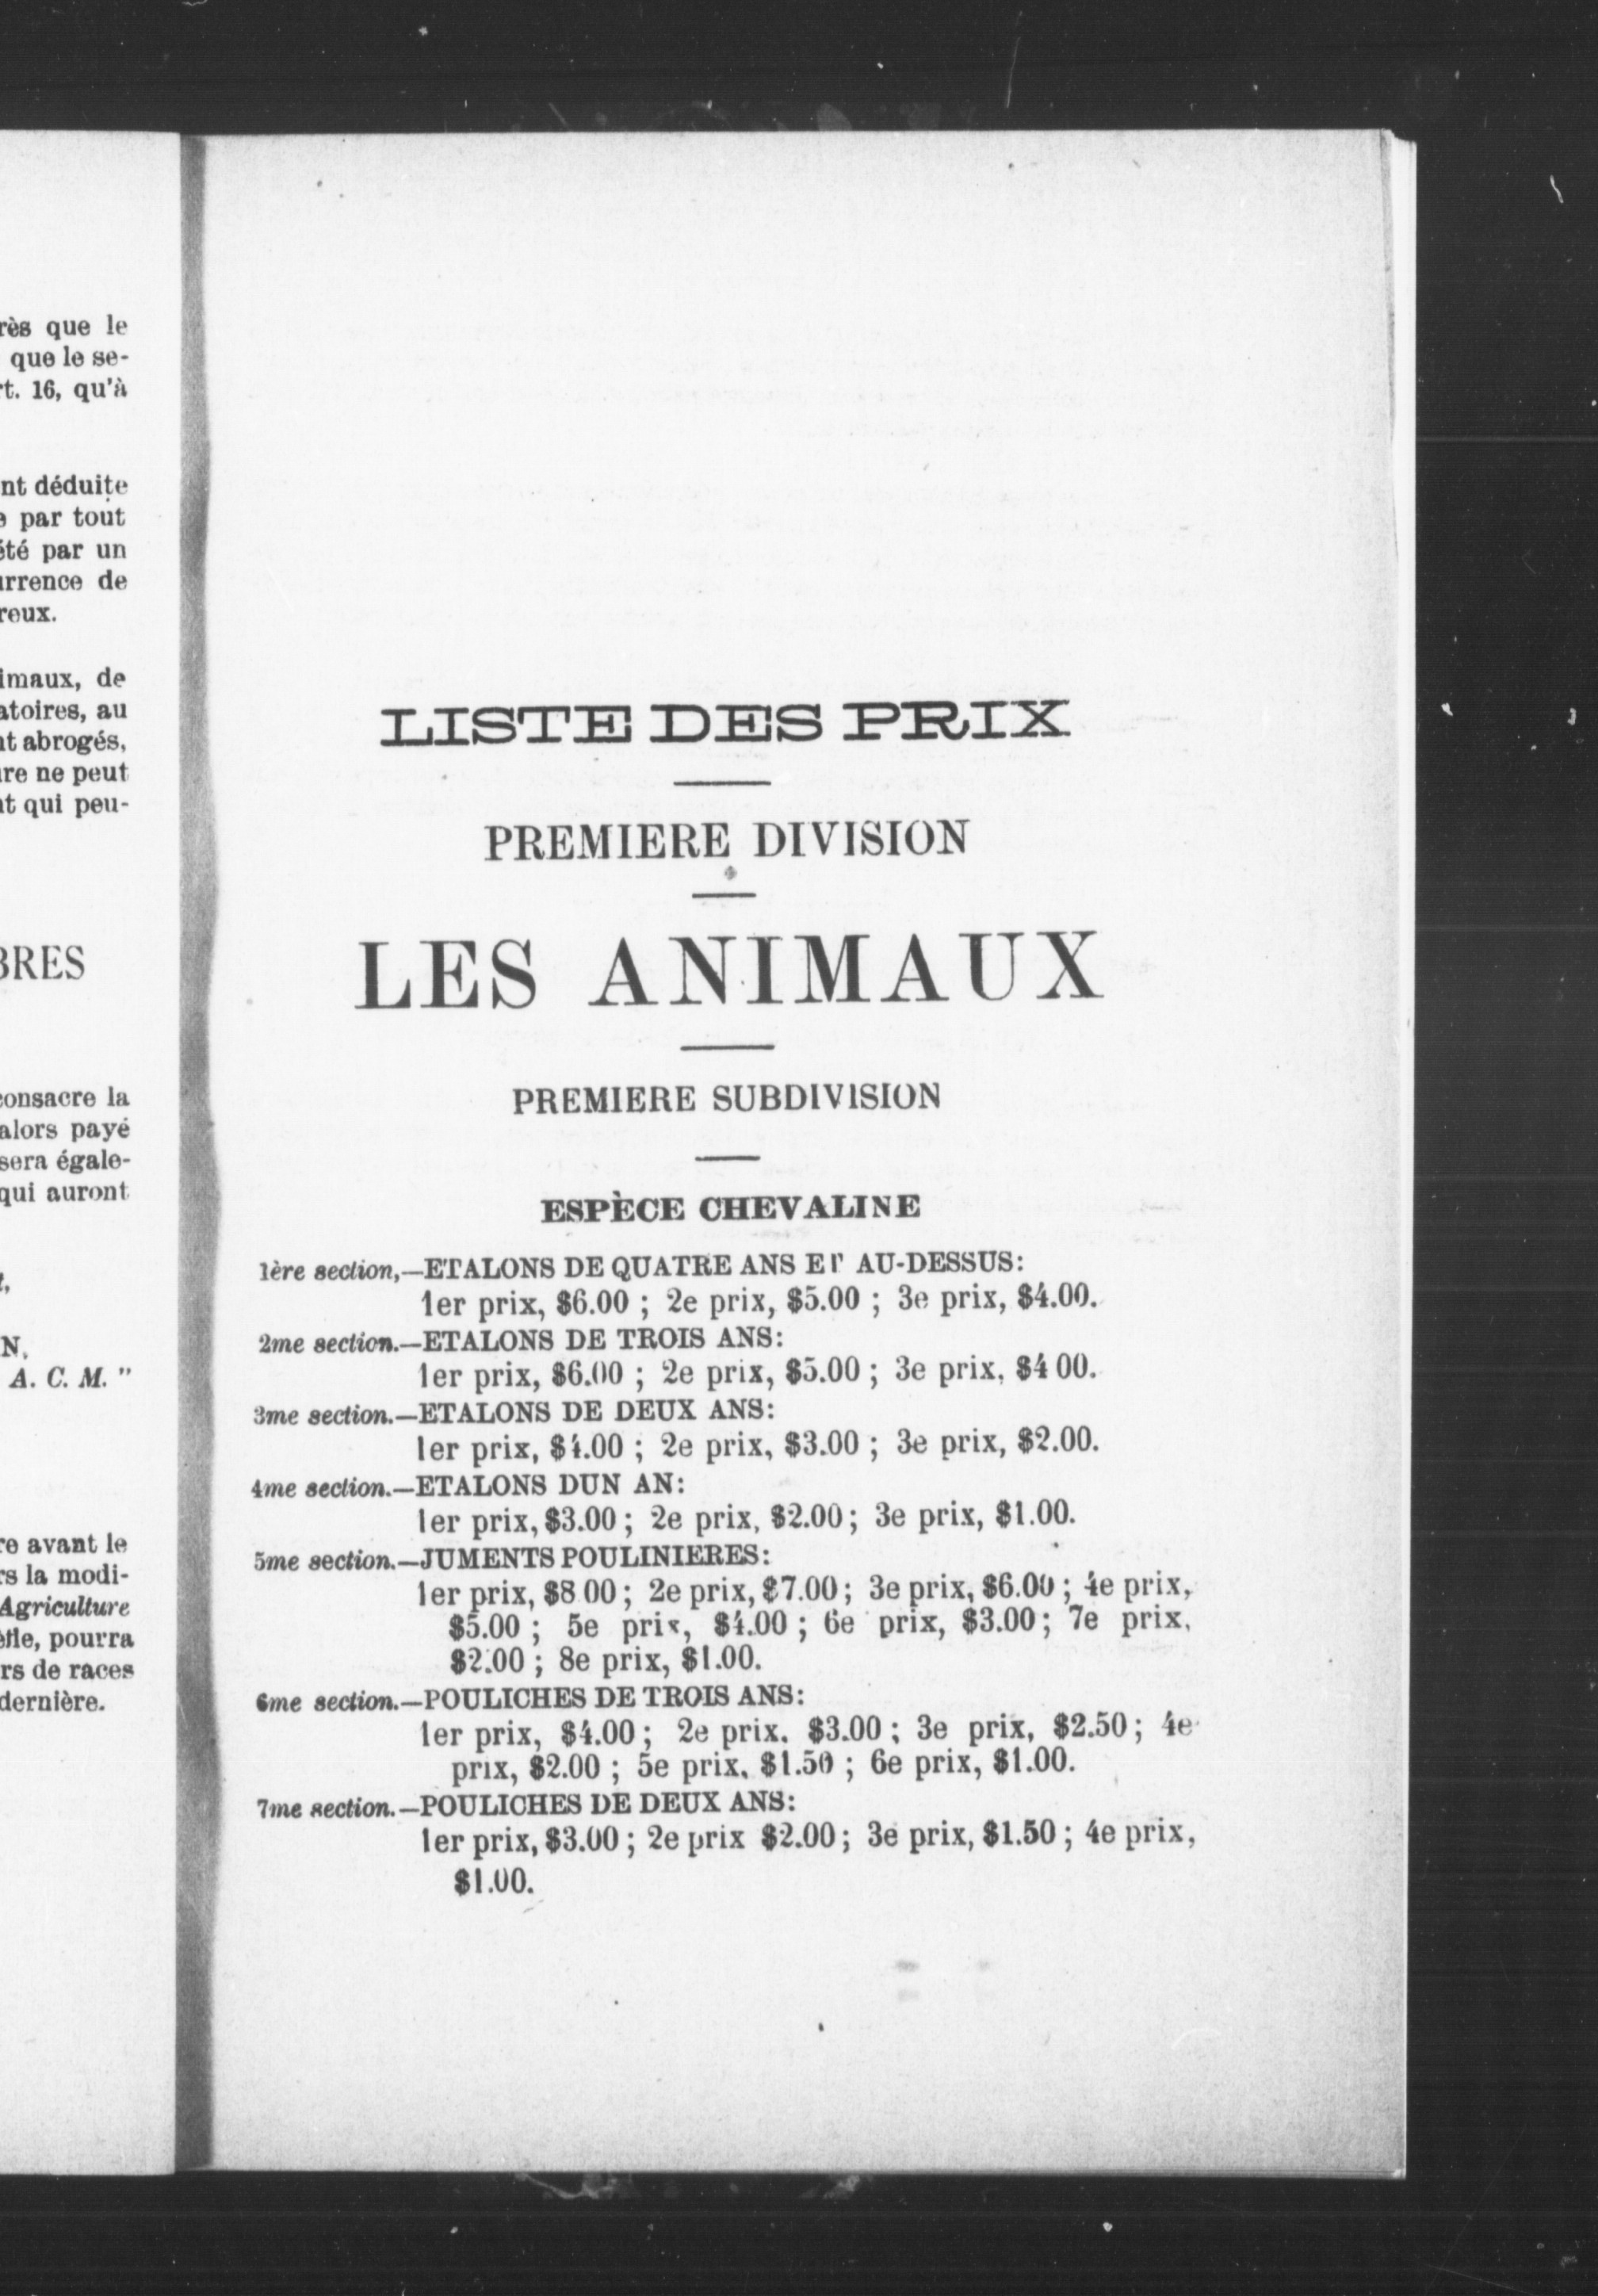 rès que le
que le se-
rt. 16, qu'à
nt déduite
e par tout
été par un
urrence de
reux.
imaux, de
atoires, au
nt abrogés,
ure ne peut
nt qui peu-
BRES
consacre la
alors payé
sera égale-
qui auront
t,
N,
A. C. M. "
re avant le
rs la modi-
Agriculture
èfle, pourra
rs de races
dernière.
LISTE DES PRIX
PREMIERE DIVISION
LES ANIMAUX
PREMIERE SUBDIVISION
ESPÈCE CHEVALINE
1ère section,—ETALONS DE QUATRE ANS ET AU-DESSUS:
1er prix, $6.00 ; 2e prix, $5.00 ; 3e prix, $4.00.
2me section.—ETALONS DE TROIS ANS:
1er prix, $6.00 ; 2e prix, $5.00 ; 3e prix, $4 00.
3me section.—ETALONS DE DEUX ANS:
1er prix, $4.00 ; 2e prix, $3.00 ; 3e prix, $2.00.
4me section.—ETALONS DUN AN:
1er prix, $3.00 ; 2e prix, $2.00 ; 3e prix, $1.00.
5me section.—JUMENTS POULINIERES:
1er prix, $8 00 ; 2e prix, $7.00 ; 3e prix, $6.00 ; 4e prix,
$5.00 ; 5e prix, $4.00 ; 6e prix, $3.00 ; 7e prix,
$2.00 ; 8e prix, $1.00.
6me section.—POULICHES DE TROIS ANS:
1er prix, $4.00 ; 2e prix. $3.00 ; 3e prix, $2.50 ; 4e
prix, $2.00 ; 5e prix, $1.50 ; 6e prix, $1.00.
7me section.—POULICHES DE DEUX ANS:
1er prix, $3.00 ; 2e prix $2.00 ; 3e prix, $1.50 ; 4e prix,
$1.00.